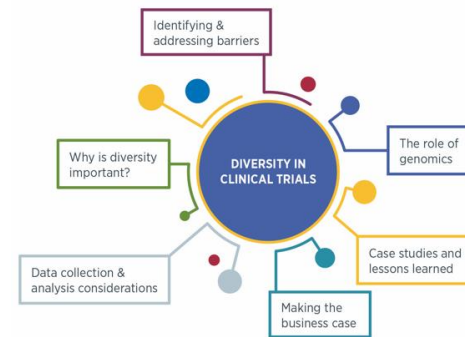 Identifying &
addressing barriers
The role of
genomics
DIVERSITY IN
CLINICAL TRIALS
Why is diversity
important?
Case studies and
lessons learned
Data collection &
analysis considerations
Making the
business case